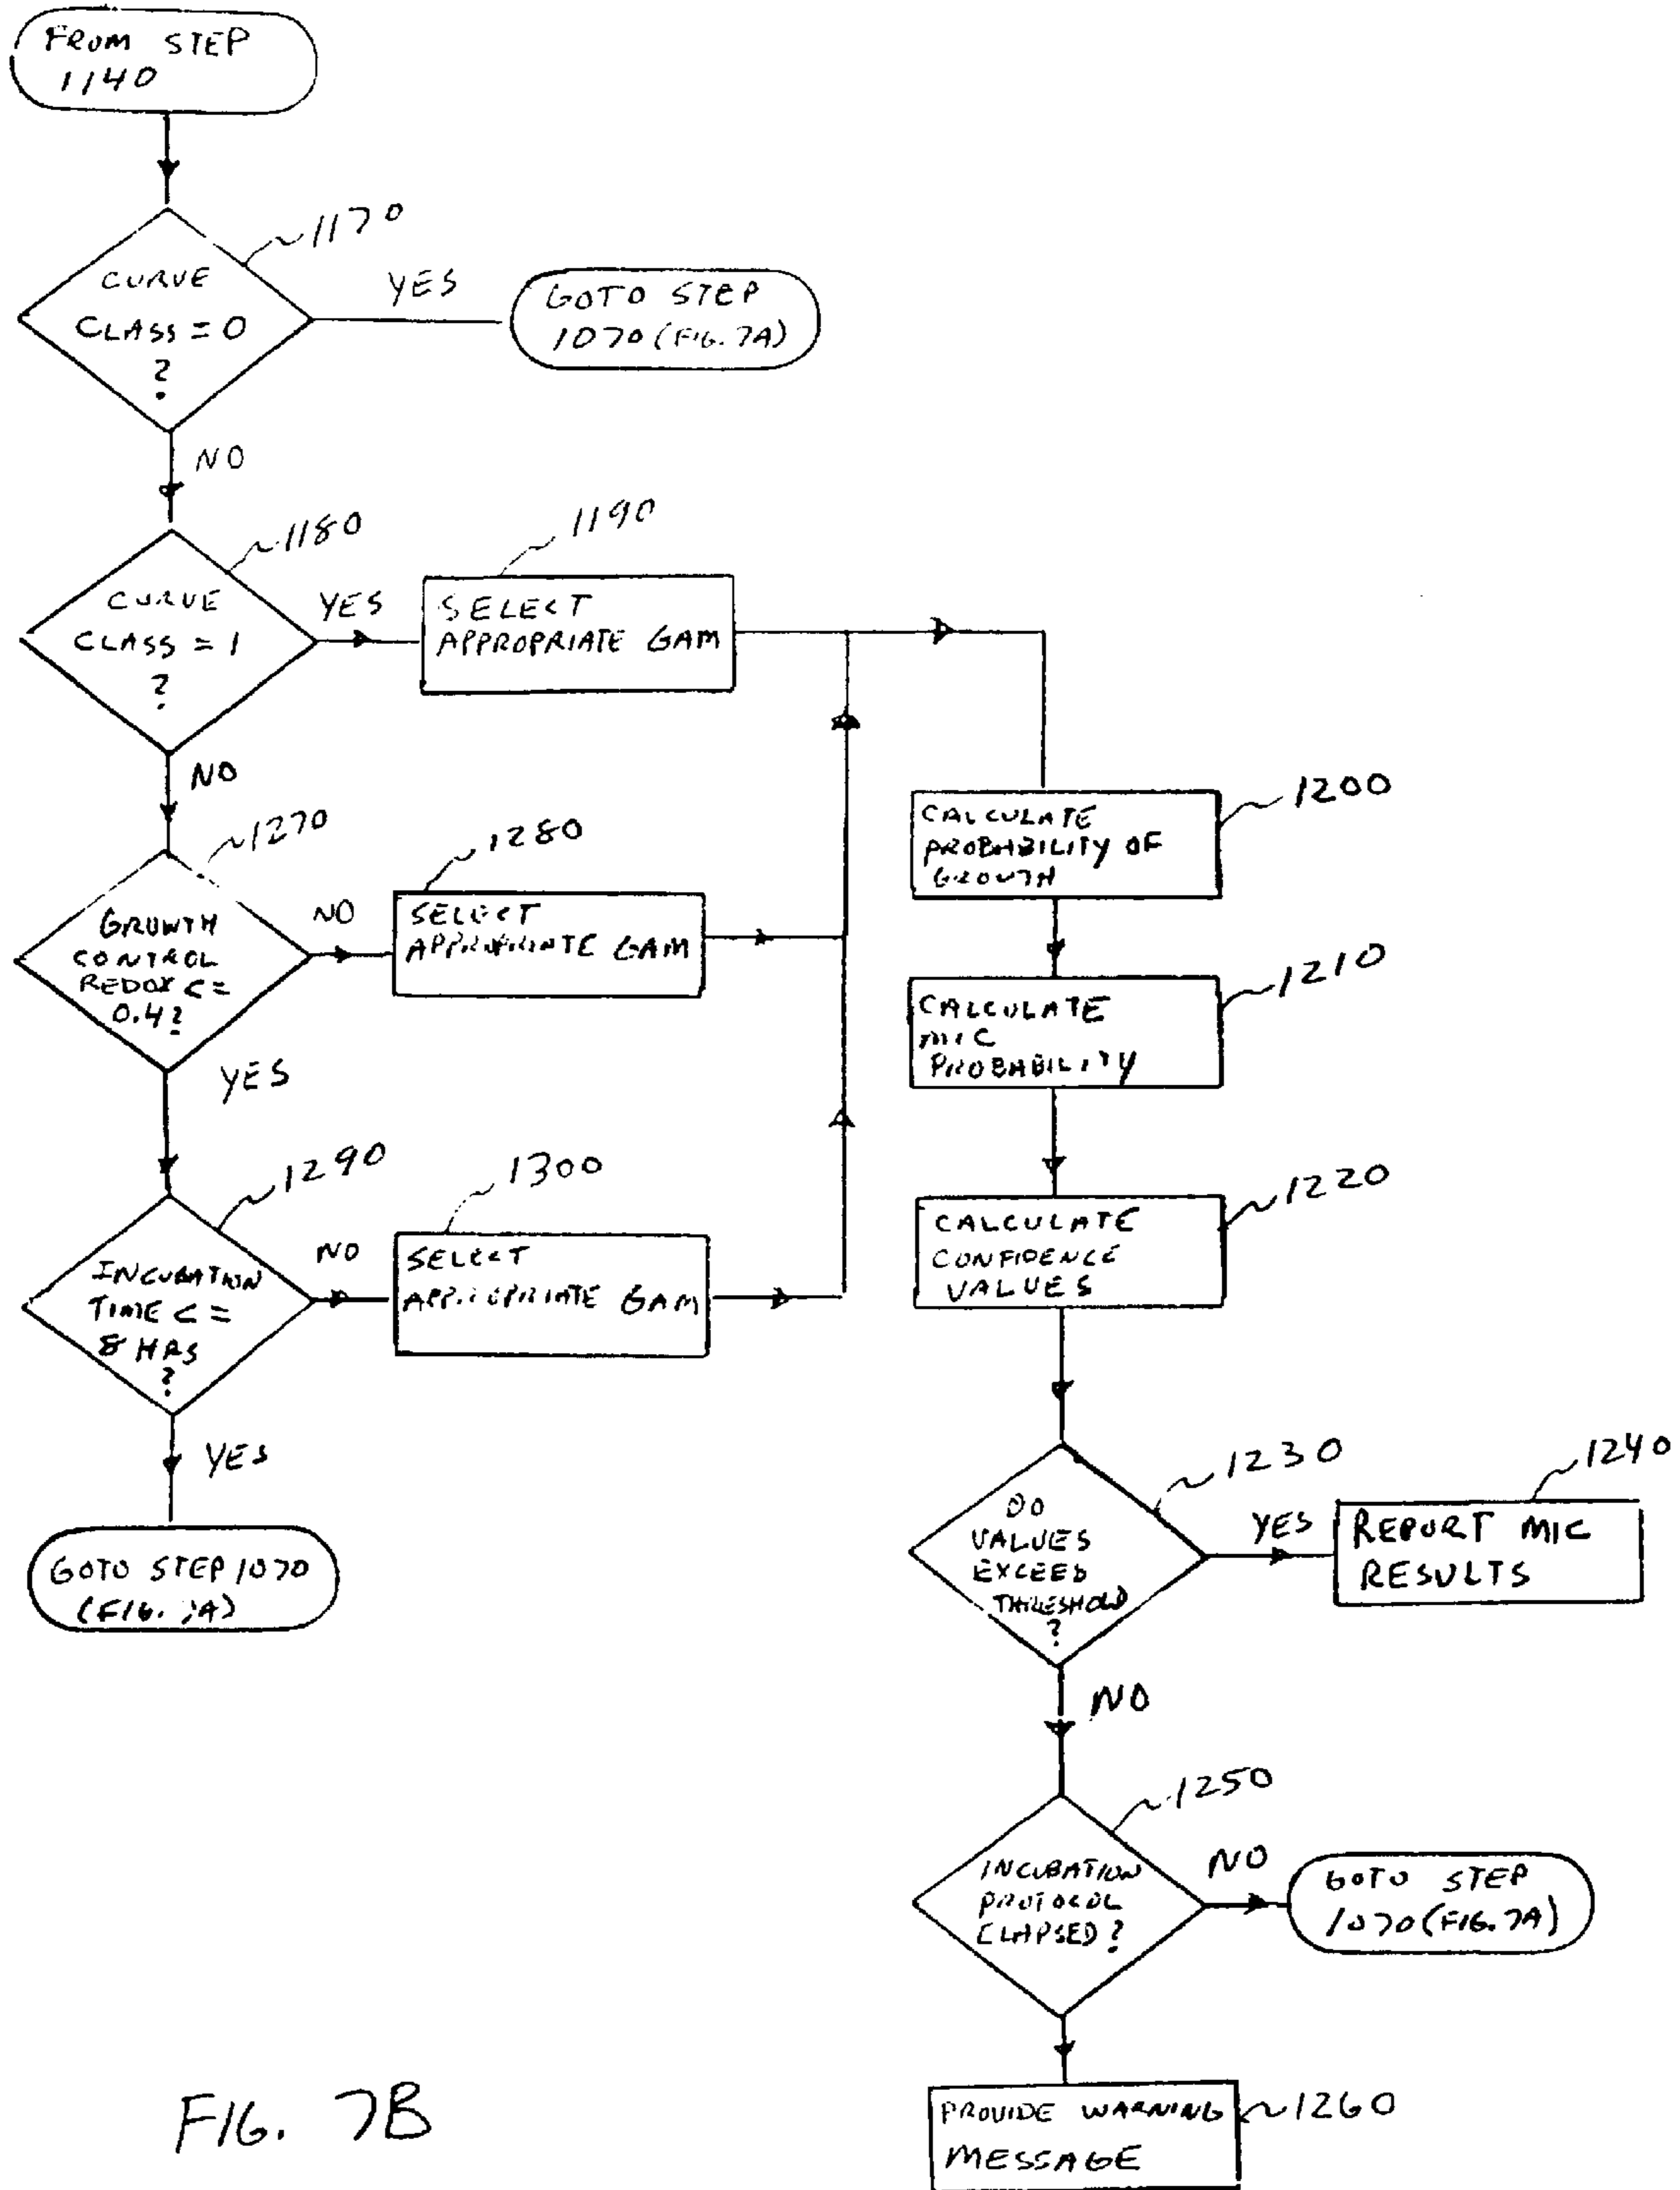 FROM STEP
1140
1170
CURVE
CLASS = 0
?
YES
GOTO STEP
1070 (FIG. 7A)
NO
1180
CURVE
CLASS = 1
?
YES
1190
SELECT
APPROPRIATE GAM
NO
1270
GROWTH
CONTROL
REDOX <=
0.4?
NO
1280
SELECT
APPROPRIATE GAM
YES
1290
INCUBATION
TIME <=
8 HRS
?
NO
1300
SELECT
APPROPRIATE GAM
YES
GOTO STEP 1070
(FIG. 7A)
1200
CALCULATE
PROBABILITY OF
GROWTH
1210
CALCULATE
MIC
PROBABILITY
1220
CALCULATE
CONFIDENCE
VALUES
1230
DO
VALUES
EXCEED
THRESHOLD
?
YES
1240
REPORT MIC
RESULTS
NO
1250
INCUBATION
PROTOCOL
ELAPSED?
NO
GOTO STEP
1070 (FIG. 7A)
1260
PROVIDE WARNING
MESSAGE
FIG. 7B